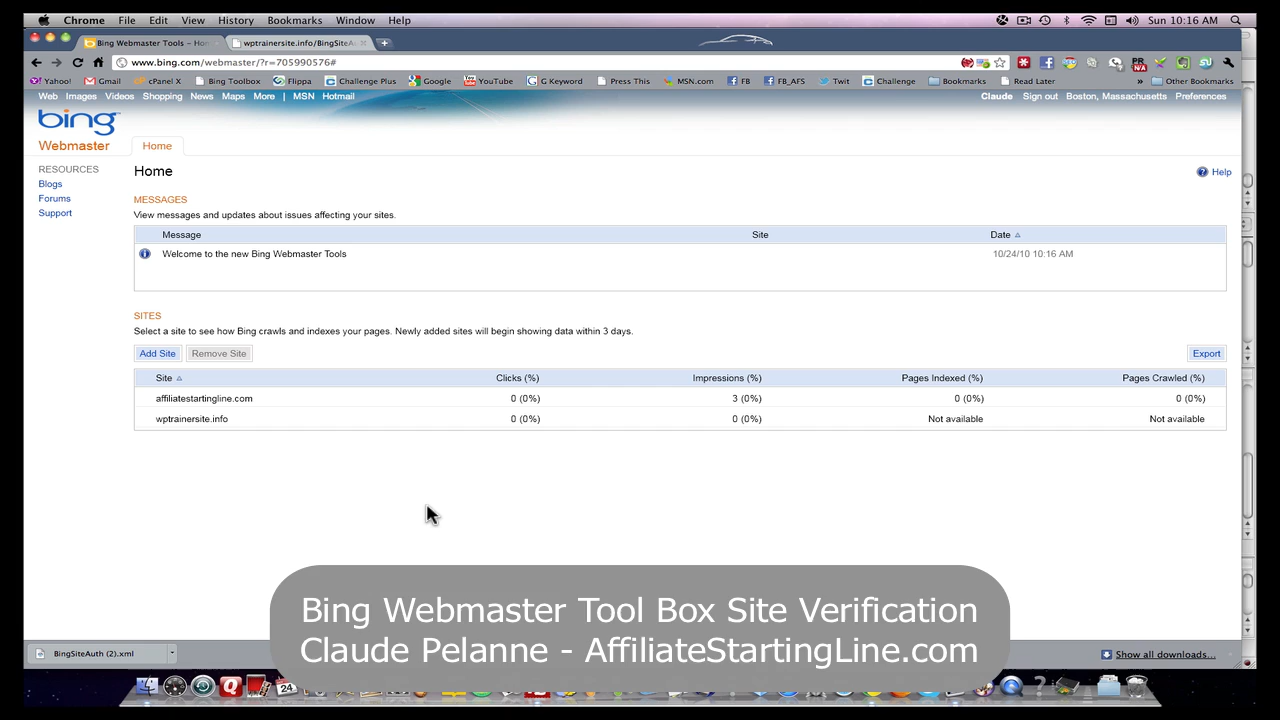 Chrome File Edit View History Bookmarks Window Help Sun 10:16 AM
Bing Webmaster Tools - Home wptrainersite.info/BingSiteA
www.bing.com/webmaster/?r=705990576#
Yahoo! Gmail cPanel X Bing Toolbox Flippa Challenge Plus Google YouTube G Keyword Press This MSN.com FB FB_AFS Twit Challenge Bookmarks Read Later » Other Bookmarks
Web Images Videos Shopping News Maps More | MSN Hotmail Claude Sign out Boston, Massachusetts Preferences
bing
Webmaster Home
RESOURCES
Blogs
Forums
Support
Home
Help
MESSAGES
View messages and updates about issues affecting your sites.
Message Site Date
Welcome to the new Bing Webmaster Tools 10/24/10 10:16 AM
SITES
Select a site to see how Bing crawls and indexes your pages. Newly added sites will begin showing data within 3 days.
Add Site Remove Site Export
Site Clicks (%) Impressions (%) Pages Indexed (%) Pages Crawled (%)
affiliatestartingline.com 0 (0%) 3 (0%) 0 (0%) 0 (0%)
wptrainersite.info 0 (0%) 0 (0%) Not available Not available
Bing Webmaster Tool Box Site Verification
Claude Pelanne - AffiliateStartingLine.com
BingSiteAuth (2).xml Show all downloads...
24